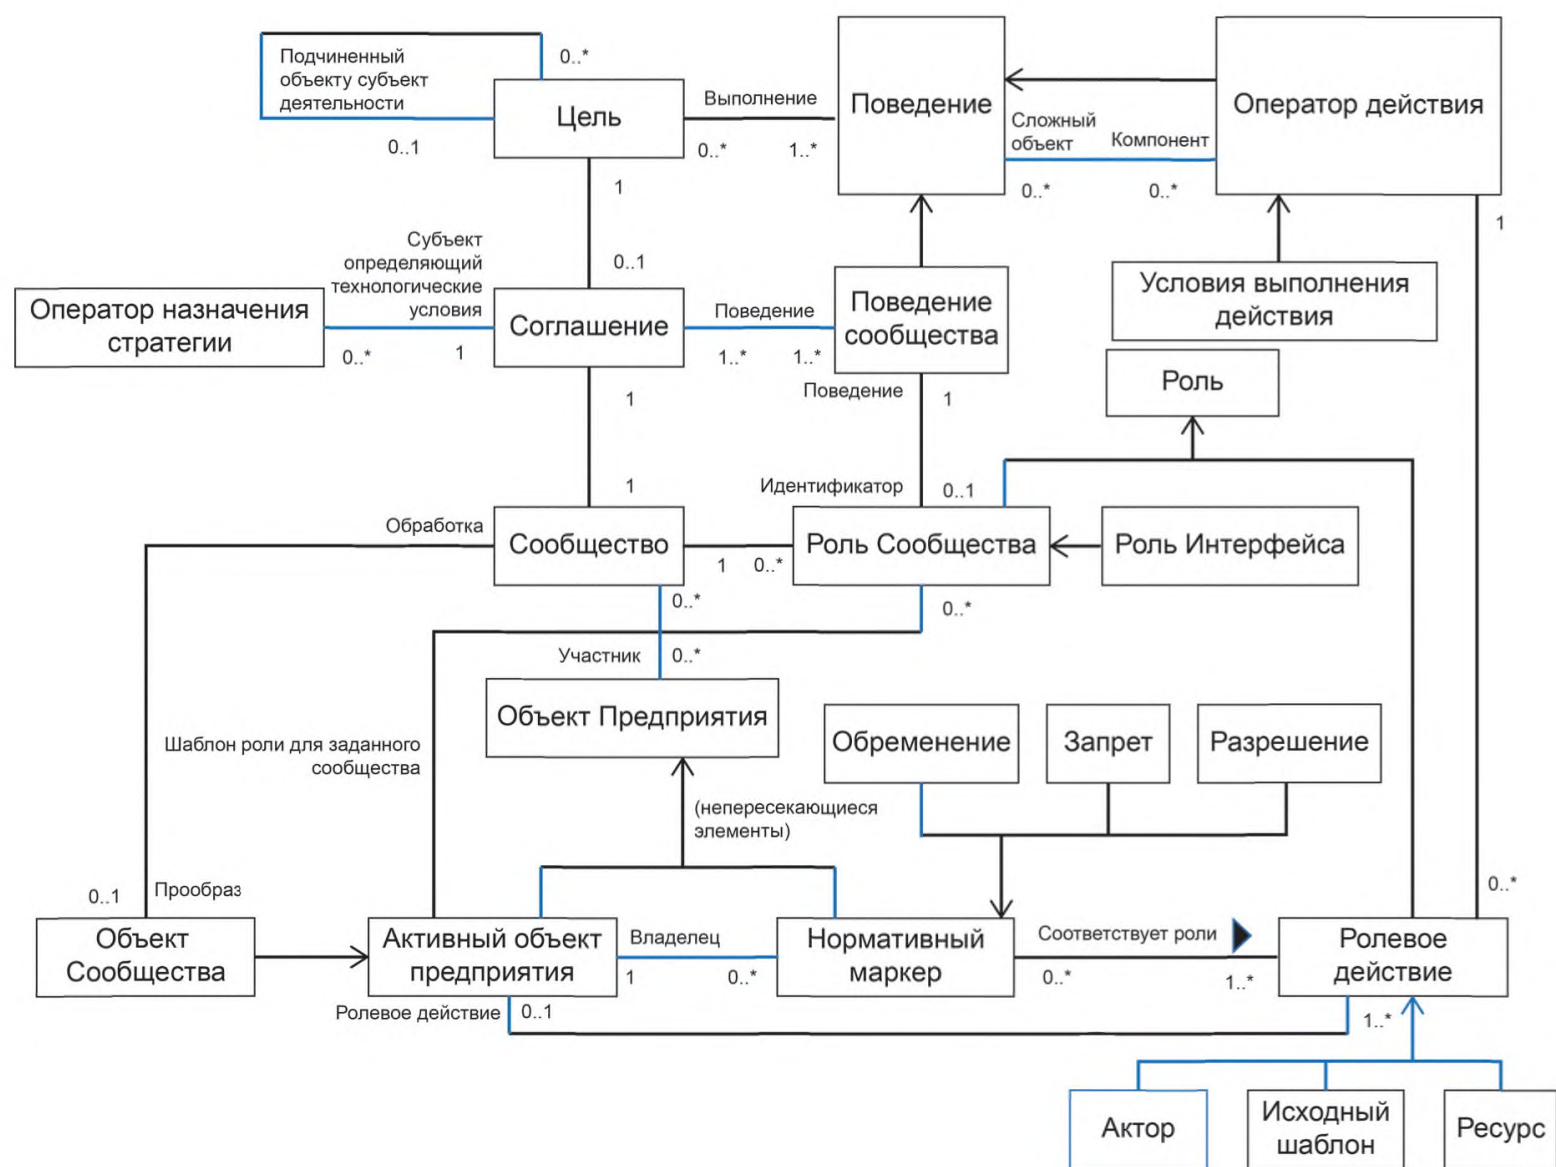 Подчиненный
объекту субъект
деятельности
0..*
0..1
Цель
Выполнение
0..*
1..*
Поведение
Сложный
объект
Компонент
0..*
0..*
Оператор действия
1
1
0..1
Субъект
определяющий
технологические
условия
Оператор назначения
стратегии
0..*
1
Соглашение
Поведение
1..*
1..*
Поведение
сообщества
Условия выполнения
действия
Роль
Поведение
1
1
1
Идентификатор
0..1
Обработка
Сообщество
1
0..*
Роль Сообщества
Роль Интерфейса
0..*
0..*
Участник
0..*
Объект Предприятия
Шаблон роли для заданного
сообщества
Обременение
Запрет
Разрешение
(непересекающиеся
элементы)
0..1
Прообраз
0..*
Объект
Сообщества
Активный объект
предприятия
Владелец
1
0..*
Нормативный
маркер
Соответствует роли
0..*
1..*
Ролевое
действие
Ролевое действие
0..1
1..*
Актор
Исходный
шаблон
Ресурс